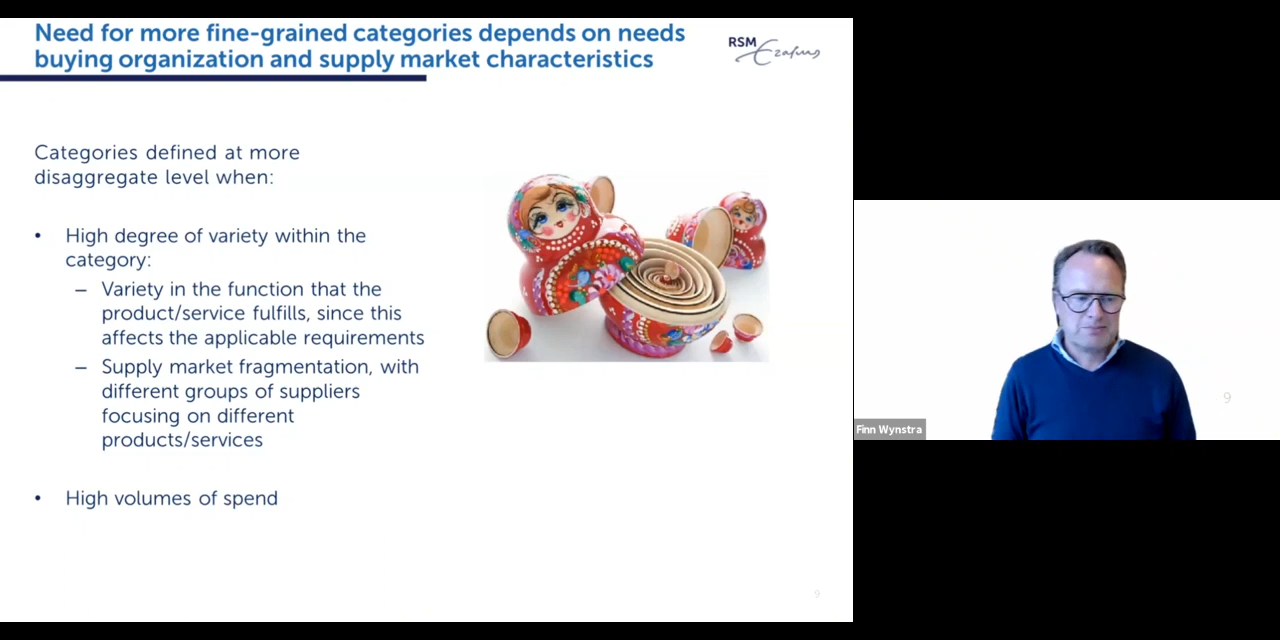 Need for more fine-grained categories depends on needs
buying organization and supply market characteristics
RSM
Erasmus
Categories defined at more
disaggregate level when:
• High degree of variety within the
category:
– Variety in the function that the
product/service fulfills, since this
affects the applicable requirements
– Supply market fragmentation, with
different groups of suppliers
focusing on different
products/services
• High volumes of spend
9
9
Finn Wynstra